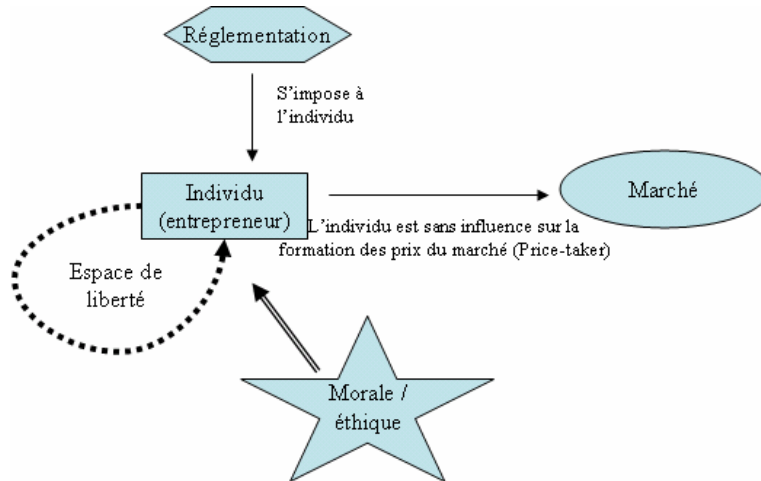 Réglementation
S'impose à
l'individu
Individu
(entrepreneur)
Marché
L'individu est sans influence sur la
formation des prix du marché (Price-taker)
Espace de
liberté
Morale /
éthique